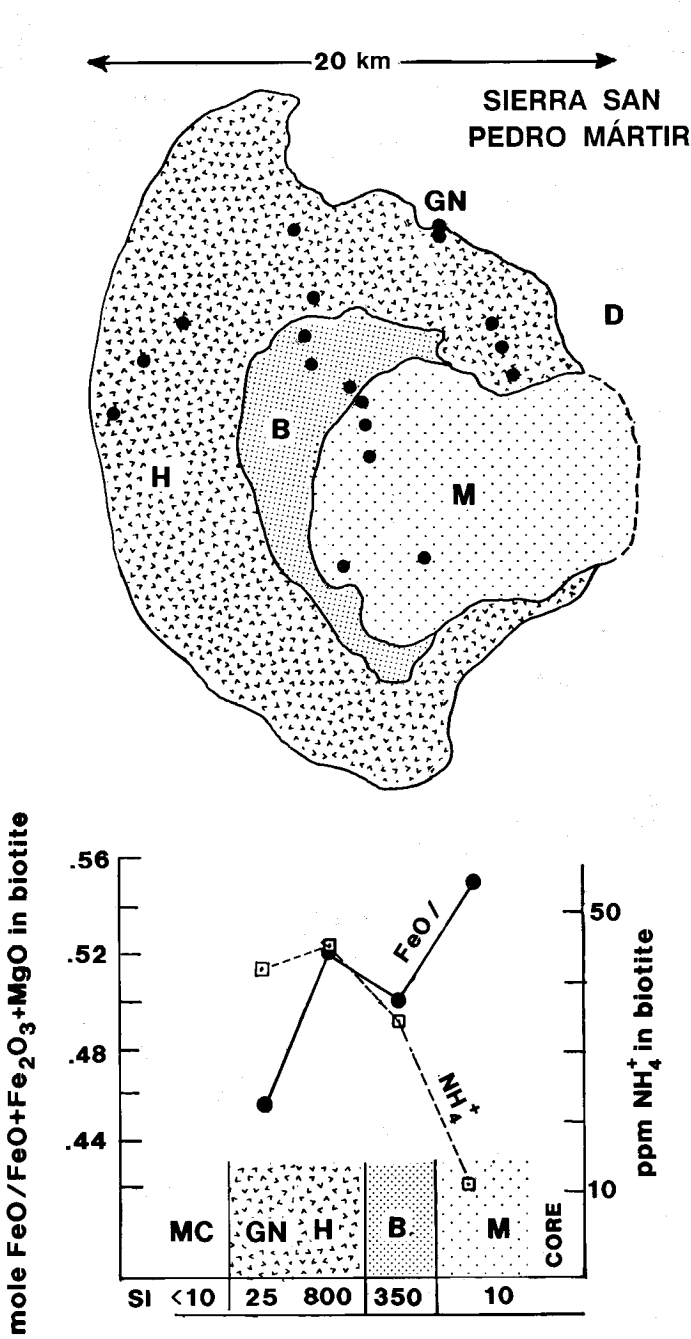 20 km
SIERRA SAN
PEDRO MÁRTIR
GN
D
B
H
M
mole FeO/FeO+Fe₂O₃+MgO in biotite
.56
.52
.48
.44
FeO/
NH₄⁺
50
10
ppm NH₄⁺ in biotite
MC GN H B M CORE
SI <10 25 800 350 10